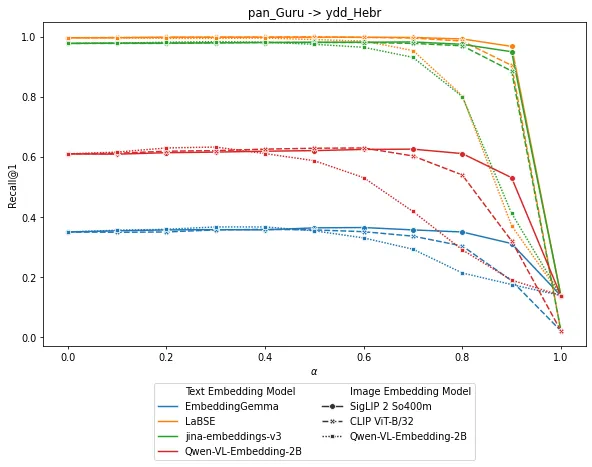 pan_Guru -> ydd_Hebr
Recall@1
1.0
0.8
0.6
0.4
0.2
0.0
0.0 0.2 0.4 0.6 0.8 1.0
α
Text Embedding Model
EmbeddingGemma
LaBSE
jina-embeddings-v3
Qwen-VL-Embedding-2B
Image Embedding Model
SigLIP 2 So400m
CLIP ViT-B/32
Qwen-VL-Embedding-2B